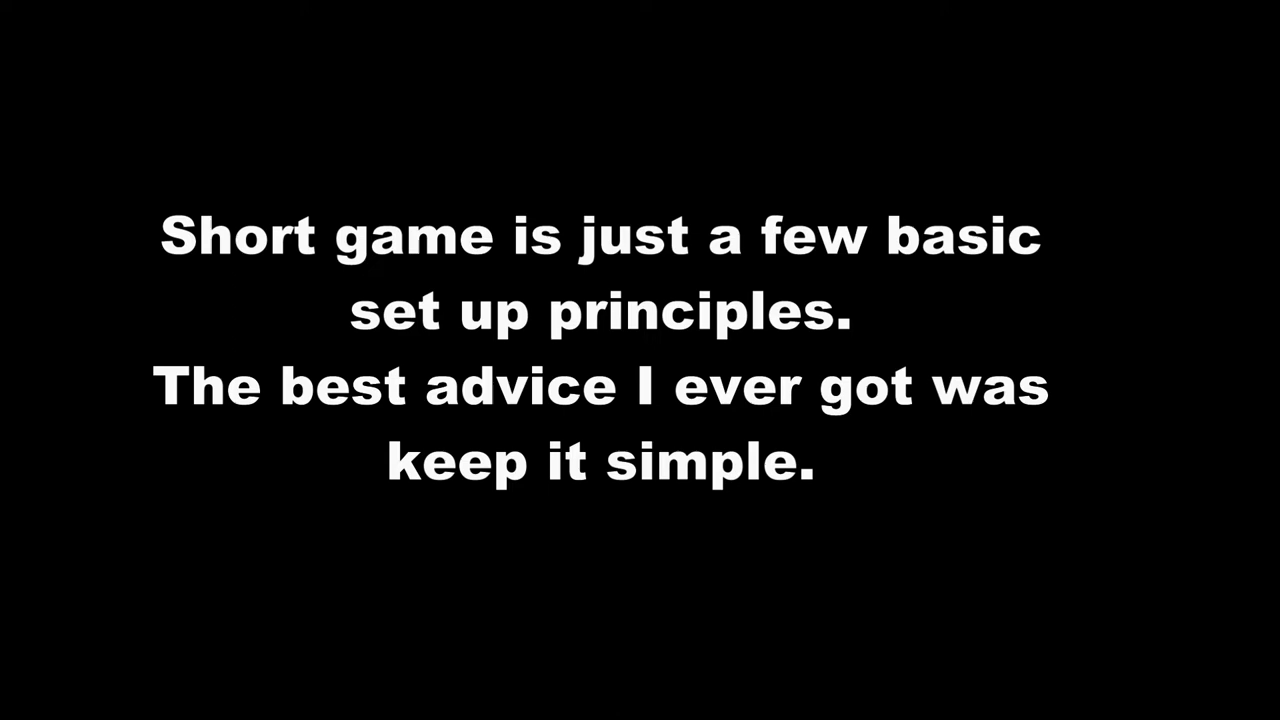 Short game is just a few basic
set up principles.
The best advice I ever got was
keep it simple.